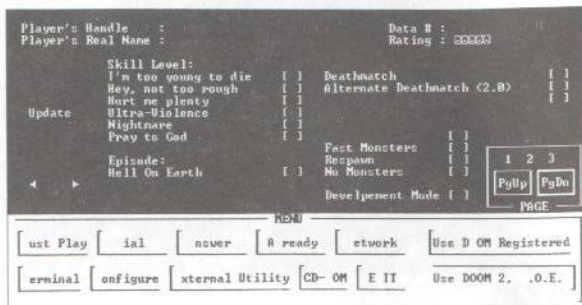 Player's Handle :
Data # :
Player's Real Name :
Rating :
Skill Level:
I'm too young to die [ ]
Deathmatch [ ]
Hey, not too rough [ ]
Alternate Deathmatch (2.0) [ ]
Hurt me plenty [ ]
[ ]
Update
Ultra-Violence [ ]
Nightmare [ ]
Pray to God [ ]
[ ]
Fast Monsters [ ]
Episode:
Respawn [ ]
Hell On Earth [ ]
No Monsters [ ]
1 2 3
PgUp PgDn
Develpement Mode [ ]
PAGE
MENU
ust Play ial nswer A ready etwork Use D OM Registered
erminal onfigure xternal Utility CD- OM E IT Use DOOM 2, .O.E.